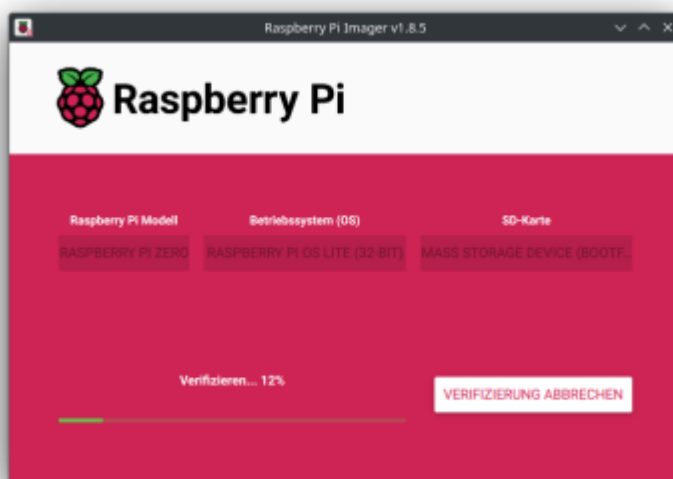 Raspberry Pi Imager v1.8.5
Raspberry Pi
Raspberry Pi Modell
Betriebssystem (OS)
SD-Karte
RASPBERRY PI ZERO
RASPBERRY PI OS LITE (32-BIT)
MASS STORAGE DEVICE (BOOTF...
Verifizieren... 12%
VERIFIZIERUNG ABBRECHEN